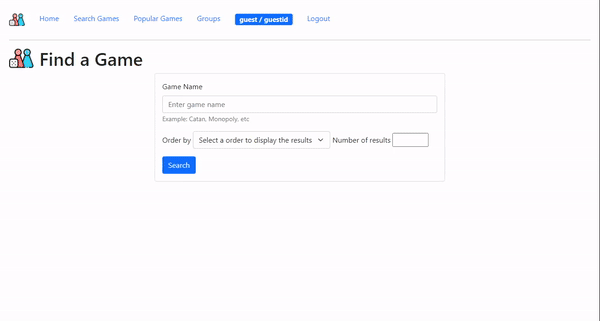 Home Search Games Popular Games Groups guest / guestid Logout
Find a Game
Game Name
Enter game name
Example: Catan, Monopoly. etc
Order by Select a order to display the results Number of results
Search